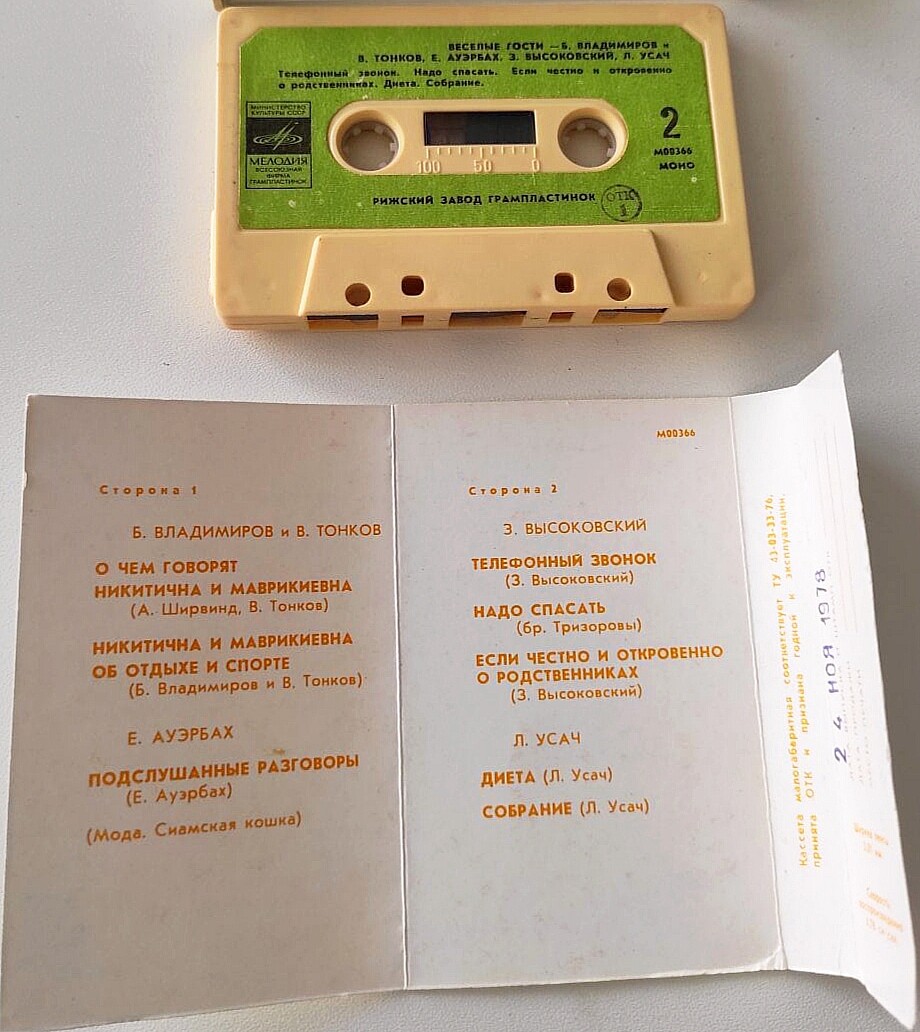 ВЕСЕЛЫЕ ГОСТИ — Б. ВЛАДИМИРОВ и
В. ТОНКОВ, Е. АУЭРБАХ, З. ВЫСОКОВСКИЙ, Л. УСАЧ
Телефонный звонок. Надо спасать. Если честно и откровенно
о родственниках. Диета. Собрание.
МИНИСТЕРСТВО
КУЛЬТУРЫ СССР
МЕЛОДИЯ
ВСЕСОЮЗНАЯ
ФИРМА
ГРАМПЛАСТИНОК
2
М00366
МОНО
100 50 0
РИЖСКИЙ ЗАВОД ГРАМПЛАСТИНОК
ОТК
1
Сторона 1
Б. ВЛАДИМИРОВ и В. ТОНКОВ
О ЧЕМ ГОВОРЯТ
НИКИТИЧНА И МАВРИКИЕВНА
(А. Ширвинд, В. Тонков)
НИКИТИЧНА И МАВРИКИЕВНА
ОБ ОТДЫХЕ И СПОРТЕ
(Б. Владимиров и В. Тонков)
Е. АУЭРБАХ
ПОДСЛУШАННЫЕ РАЗГОВОРЫ
(Е. Ауэрбах)
(Мода. Сиамская кошка)
М00366
Сторона 2
З. ВЫСОКОВСКИЙ
ТЕЛЕФОННЫЙ ЗВОНОК
(З. Высоковский)
НАДО СПАСАТЬ
(бр. Тризоровы)
ЕСЛИ ЧЕСТНО И ОТКРОВЕННО
О РОДСТВЕННИКАХ
(З. Высоковский)
Л. УСАЧ
ДИЕТА (Л. Усач)
СОБРАНИЕ (Л. Усач)
Кассета малогабаритная соответствует ТУ 43-03-33-76,
принята ОТК и признана годной к эксплуатации.
2 4 НОЯ 1978
Скорость